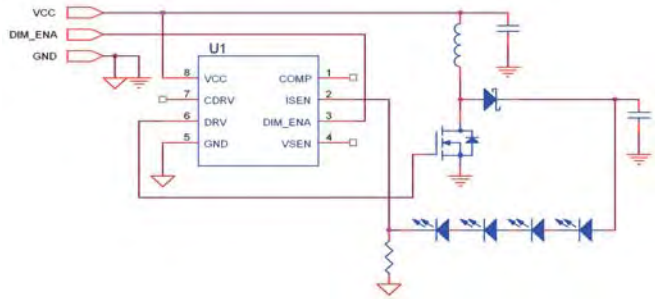 VCC
DIM_ENA
GND
U1
8 VCC COMP 1
7 CDRV ISEN 2
6 DRV DIM_ENA 3
5 GND VSEN 4